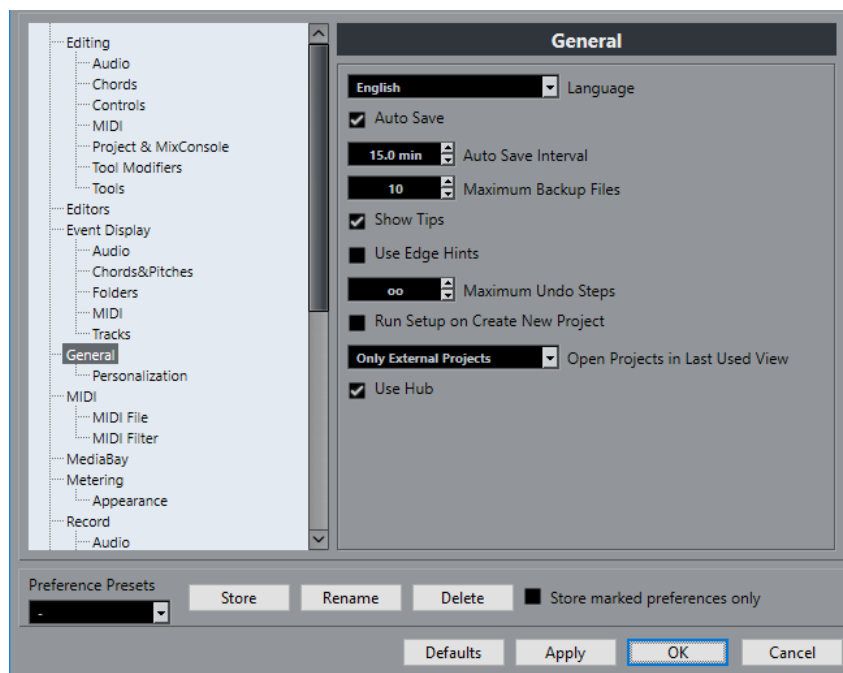 Editing
Audio
Chords
Controls
MIDI
Project & MixConsole
Tool Modifiers
Tools
Editors
Event Display
Audio
Chords&Pitches
Folders
MIDI
Tracks
General
Personalization
MIDI
MIDI File
MIDI Filter
MediaBay
Metering
Appearance
Record
Audio
General
English Language
Auto Save
15.0 min Auto Save Interval
10 Maximum Backup Files
Show Tips
Use Edge Hints
oo Maximum Undo Steps
Run Setup on Create New Project
Only External Projects Open Projects in Last Used View
Use Hub
Preference Presets
-
Store Rename Delete Store marked preferences only
Defaults Apply OK Cancel